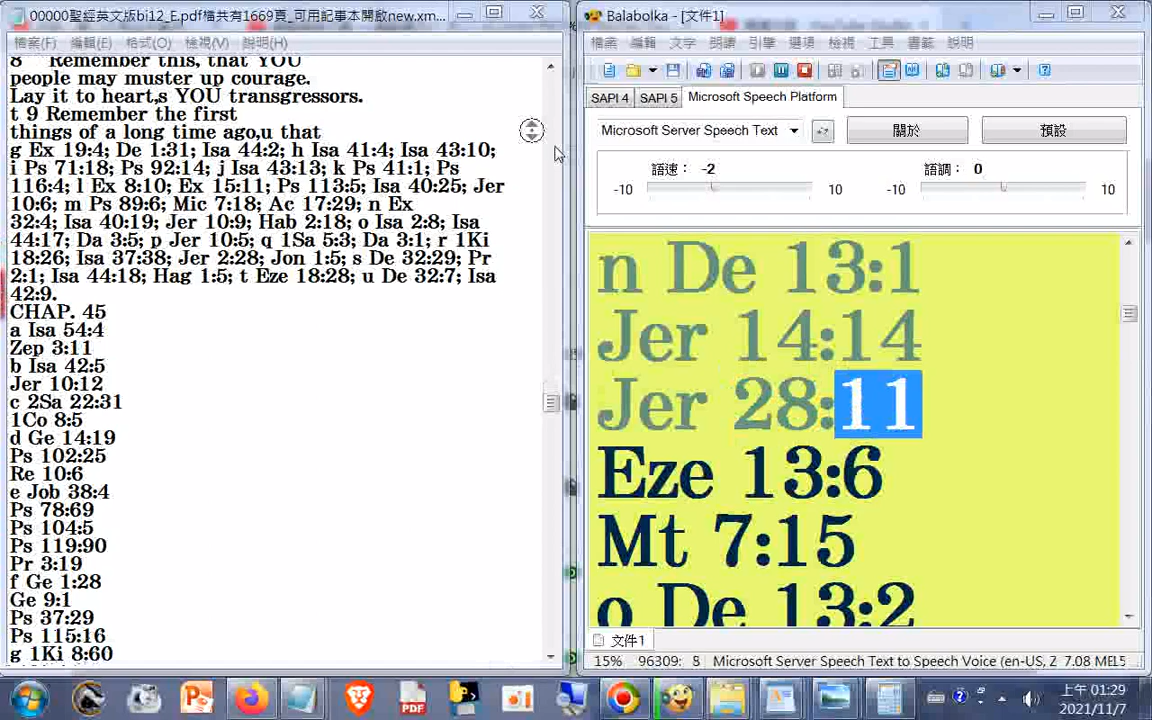 00000聖經英文版bi12_E.pdf檔共有1669頁_可用記事本開啟new.xm...
檔案(F) 編輯(E) 格式(O) 檢視(V) 說明(H)
8 Remember this, that YOU
people may muster up courage.
Lay it to heart,s YOU transgressors.
t 9 Remember the first
things of a long time ago,u that
g Ex 19:4; De 1:31; Isa 44:2; h Isa 41:4; Isa 43:10;
i Ps 71:18; Ps 92:14; j Isa 43:13; k Ps 41:1; Ps
116:4; l Ex 8:10; Ex 15:11; Ps 113:5; Isa 40:25; Jer
10:6; m Ps 89:6; Mic 7:18; Ac 17:29; n Ex
32:4; Isa 40:19; Jer 10:9; Hab 2:18; o Isa 2:8; Isa
44:17; Da 3:5; p Jer 10:5; q 1Sa 5:3; Da 3:1; r 1Ki
18:26; Isa 37:38; Jer 2:28; Jon 1:5; s De 32:29; Pr
2:1; Isa 44:18; Hag 1:5; t Eze 18:28; u De 32:7; Isa
42:9.
CHAP. 45
a Isa 54:4
Zep 3:11
b Isa 42:5
Jer 10:12
c 2Sa 22:31
1Co 8:5
d Ge 14:19
Ps 102:25
Re 10:6
e Job 38:4
Ps 78:69
Ps 104:5
Ps 119:90
Pr 3:19
f Ge 1:28
Ge 9:1
Ps 37:29
Ps 115:16
g 1Ki 8:60
Balabolka - [文件1]
檔案 編輯 文字 朗讀 引擎 選項 檢視 工具 書籤 說明
SAPI 4 SAPI 5 Microsoft Speech Platform
Microsoft Server Speech Text 關於 預設
語速： -2 語調： 0
-10 10 -10 10
n De 13:1
Jer 14:14
Jer 28:11
Eze 13:6
Mt 7:15
o De 13:2
文件1
15% 96309: 8 Microsoft Server Speech Text to Speech Voice (en-US, Z 7.08 MB
PDF
上午 01:29
2021/11/7